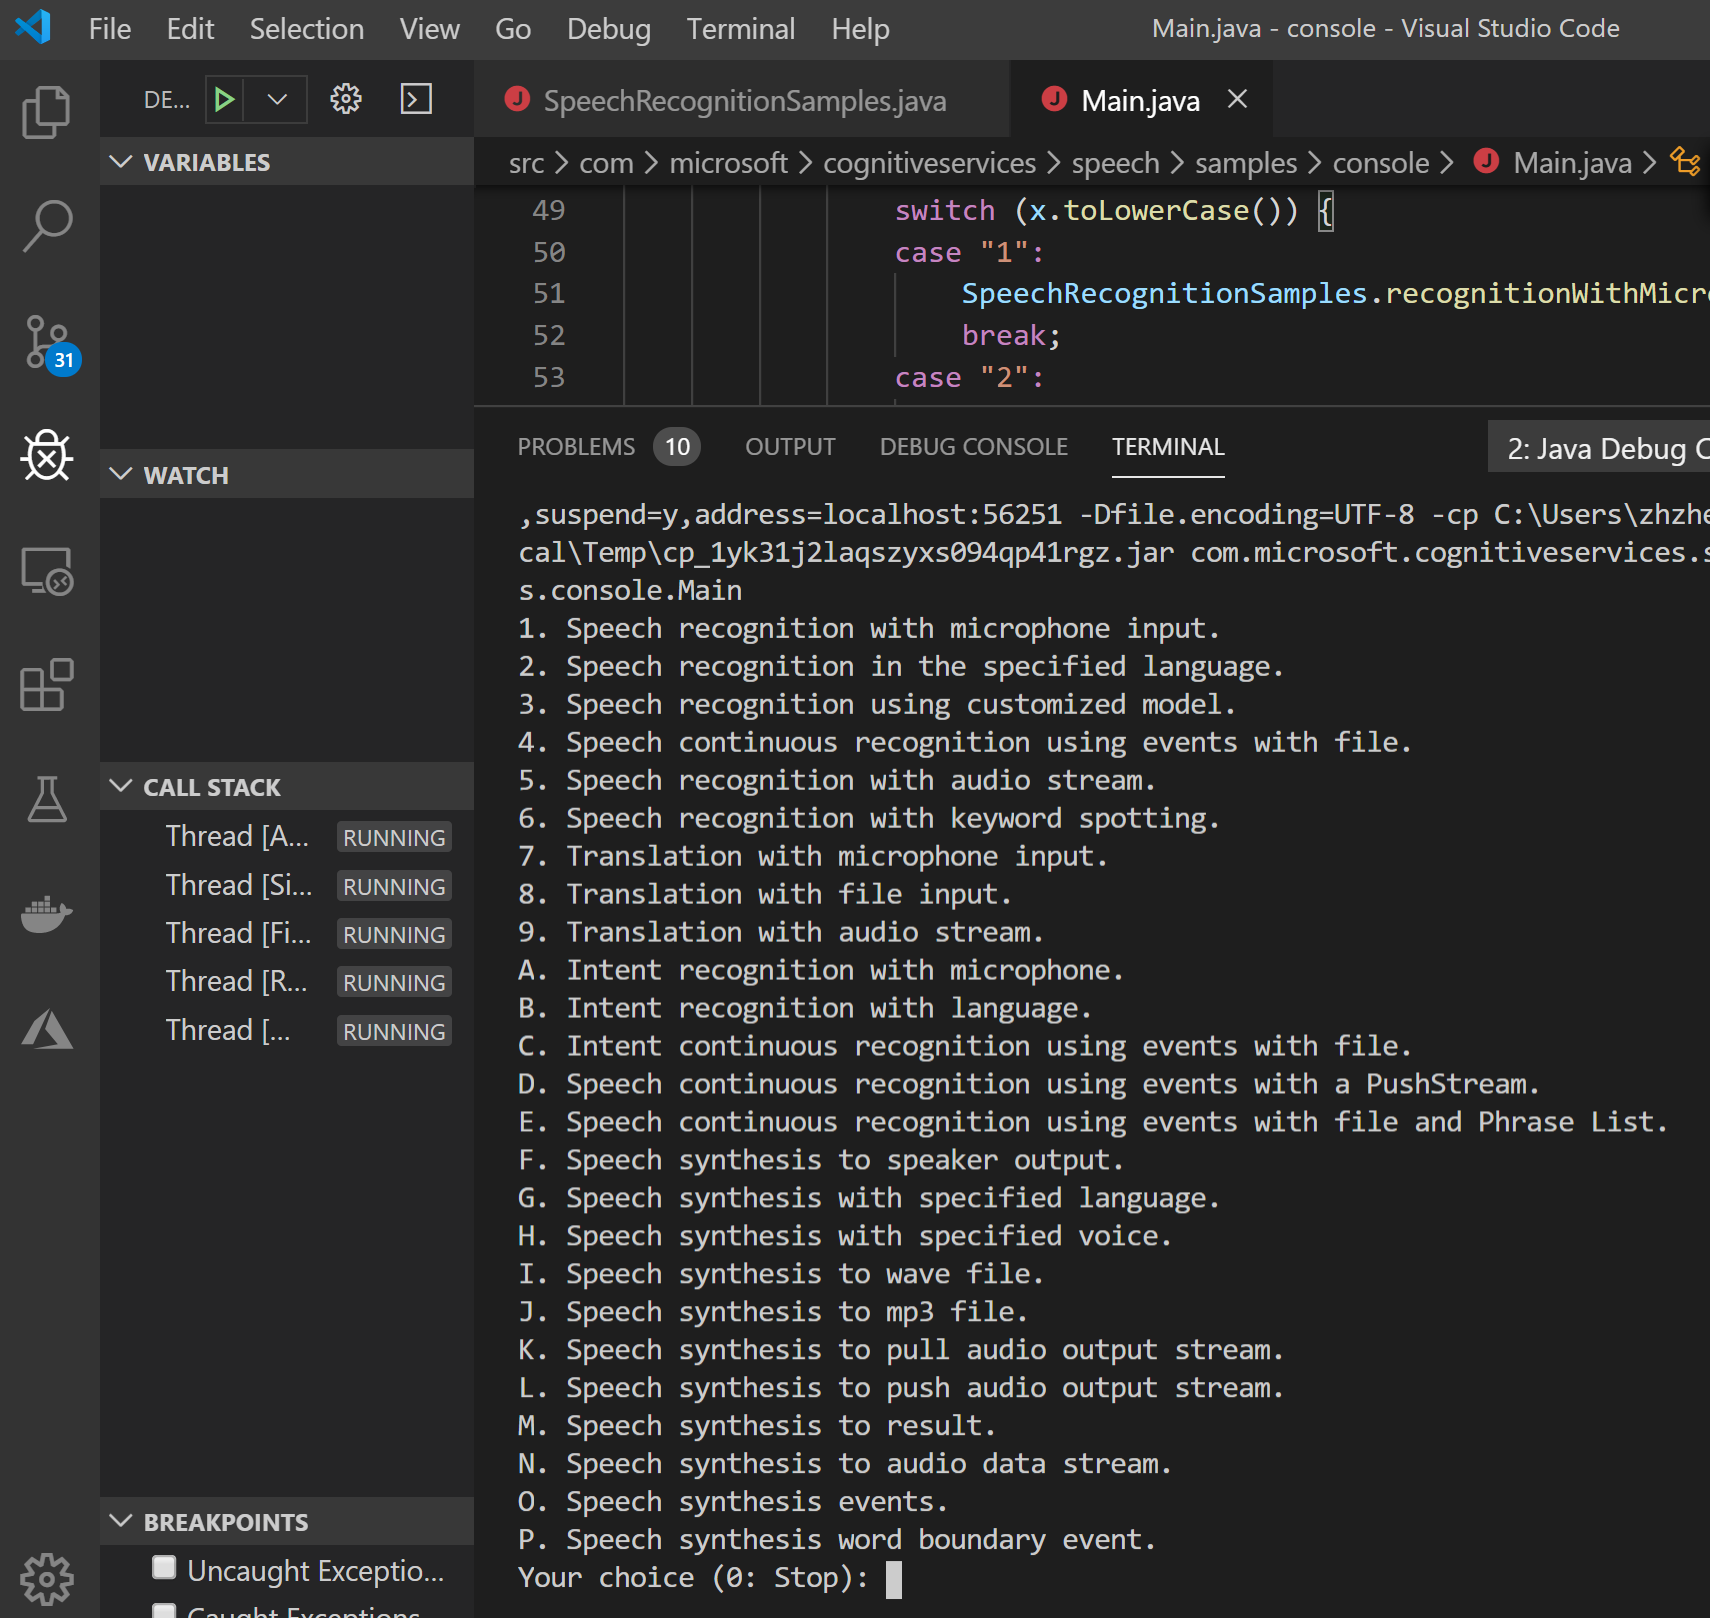 File Edit Selection View Go Debug Terminal Help Main.java - console - Visual Studio Code
DE...
SpeechRecognitionSamples.java Main.java
VARIABLES
src > com > microsoft > cognitiveservices > speech > samples > console > Main.java >
49 switch (x.toLowerCase()) {
50 case "1":
51 SpeechRecognitionSamples.recognitionWithMicr
52 break;
53 case "2":
31
PROBLEMS 10 OUTPUT DEBUG CONSOLE TERMINAL 2: Java Debug C
WATCH
,suspend=y,address=localhost:56251 -Dfile.encoding=UTF-8 -cp C:\Users\zhzhe
cal\Temp\cp_1yk31j2laqszyxs094qp41rgz.jar com.microsoft.cognitiveservices.s
s.console.Main
1. Speech recognition with microphone input.
2. Speech recognition in the specified language.
3. Speech recognition using customized model.
4. Speech continuous recognition using events with file.
5. Speech recognition with audio stream.
6. Speech recognition with keyword spotting.
7. Translation with microphone input.
8. Translation with file input.
9. Translation with audio stream.
A. Intent recognition with microphone.
B. Intent recognition with language.
C. Intent continuous recognition using events with file.
D. Speech continuous recognition using events with a PushStream.
E. Speech continuous recognition using events with file and Phrase List.
F. Speech synthesis to speaker output.
G. Speech synthesis with specified language.
H. Speech synthesis with specified voice.
I. Speech synthesis to wave file.
J. Speech synthesis to mp3 file.
K. Speech synthesis to pull audio output stream.
L. Speech synthesis to push audio output stream.
M. Speech synthesis to result.
N. Speech synthesis to audio data stream.
O. Speech synthesis events.
P. Speech synthesis word boundary event.
Your choice (0: Stop):
CALL STACK
Thread [A... RUNNING
Thread [Si... RUNNING
Thread [Fi... RUNNING
Thread [R... RUNNING
Thread [... RUNNING
BREAKPOINTS
Uncaught Exceptio...
Caught Exceptions